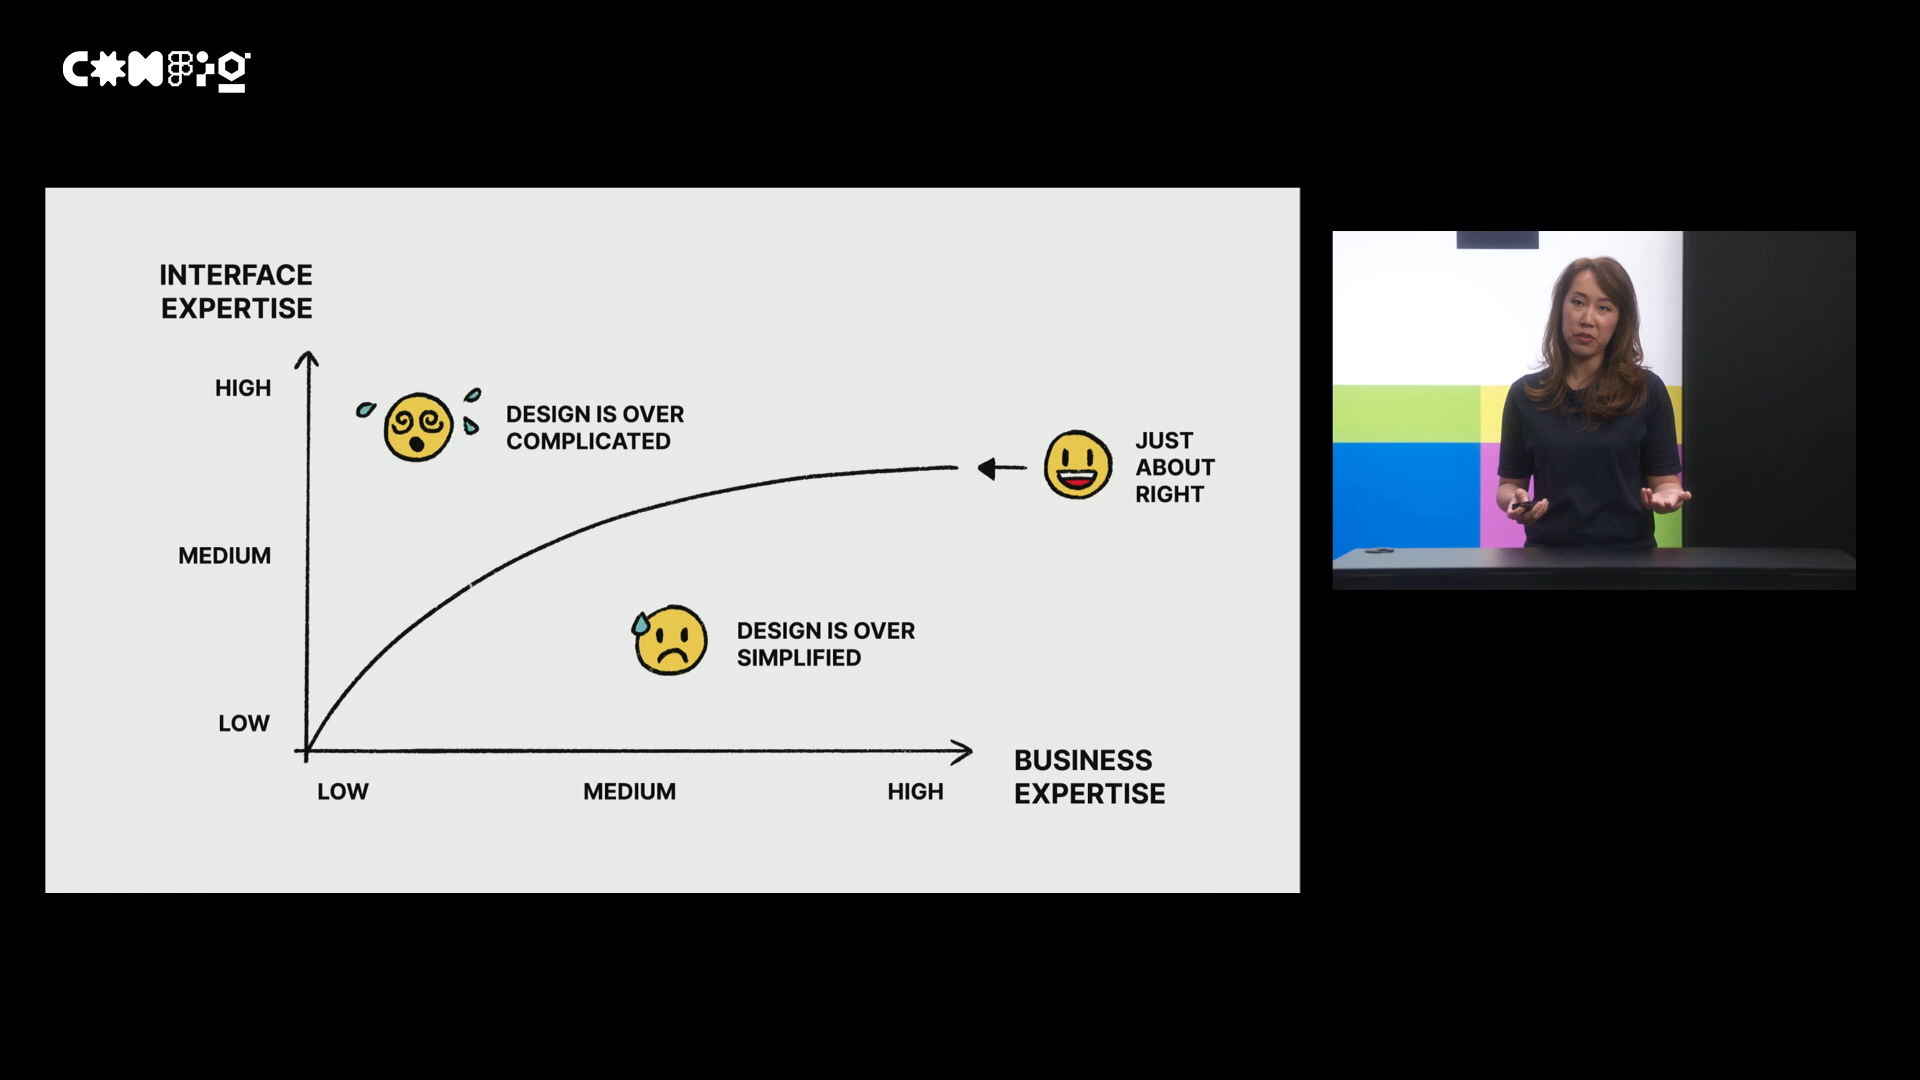 CONFIG
INTERFACE
EXPERTISE
HIGH
DESIGN IS OVER
COMPLICATED
JUST
ABOUT
RIGHT
MEDIUM
DESIGN IS OVER
SIMPLIFIED
LOW
BUSINESS
EXPERTISE
LOW
MEDIUM
HIGH